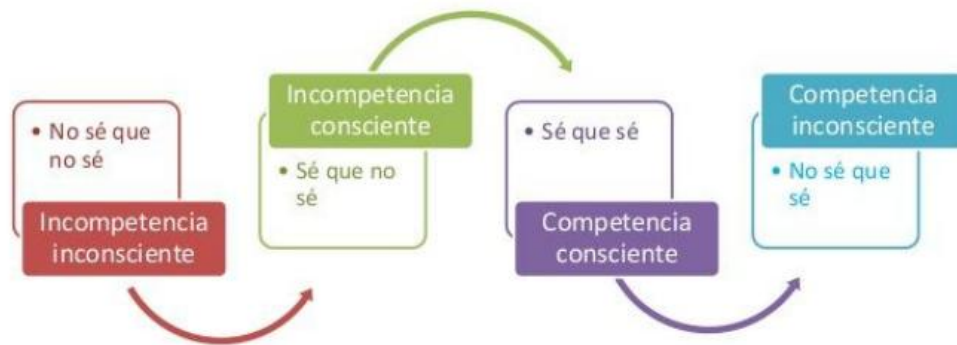 • No sé que
no sé
Incompetencia
inconsciente
Incompetencia
consciente
• Sé que no
sé
• Sé que sé
Competencia
consciente
Competencia
inconsciente
• No sé que
sé